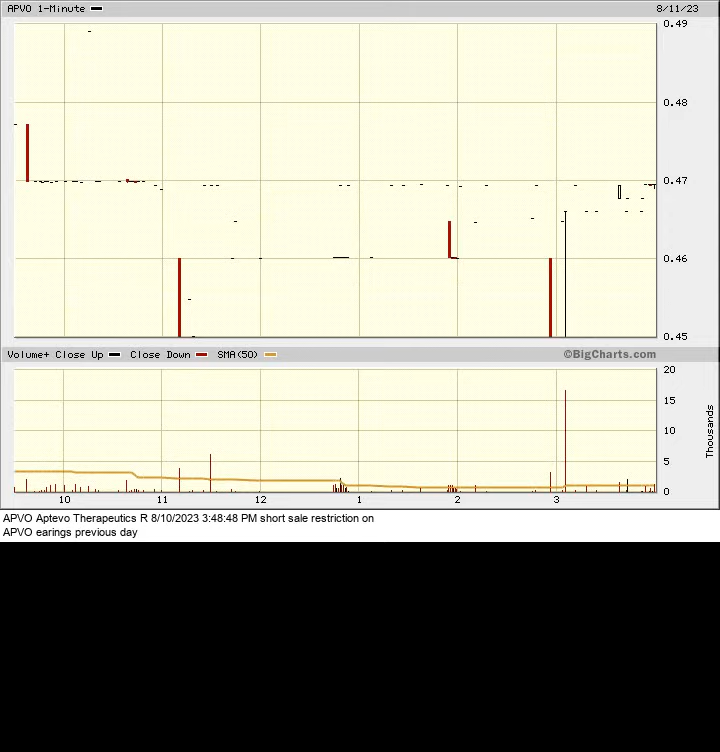 APVO 1-Minute 8/11/23
0.49
0.48
0.47
0.46
0.45
Volume+ Close Up Close Down SMA(50) ©BigCharts.com
20
15
10
5
0
Thousands
10 11 12 1 2 3
APVO Aptevo Therapeutics R 8/10/2023 3:48:48 PM short sale restriction on
APVO earings previous day